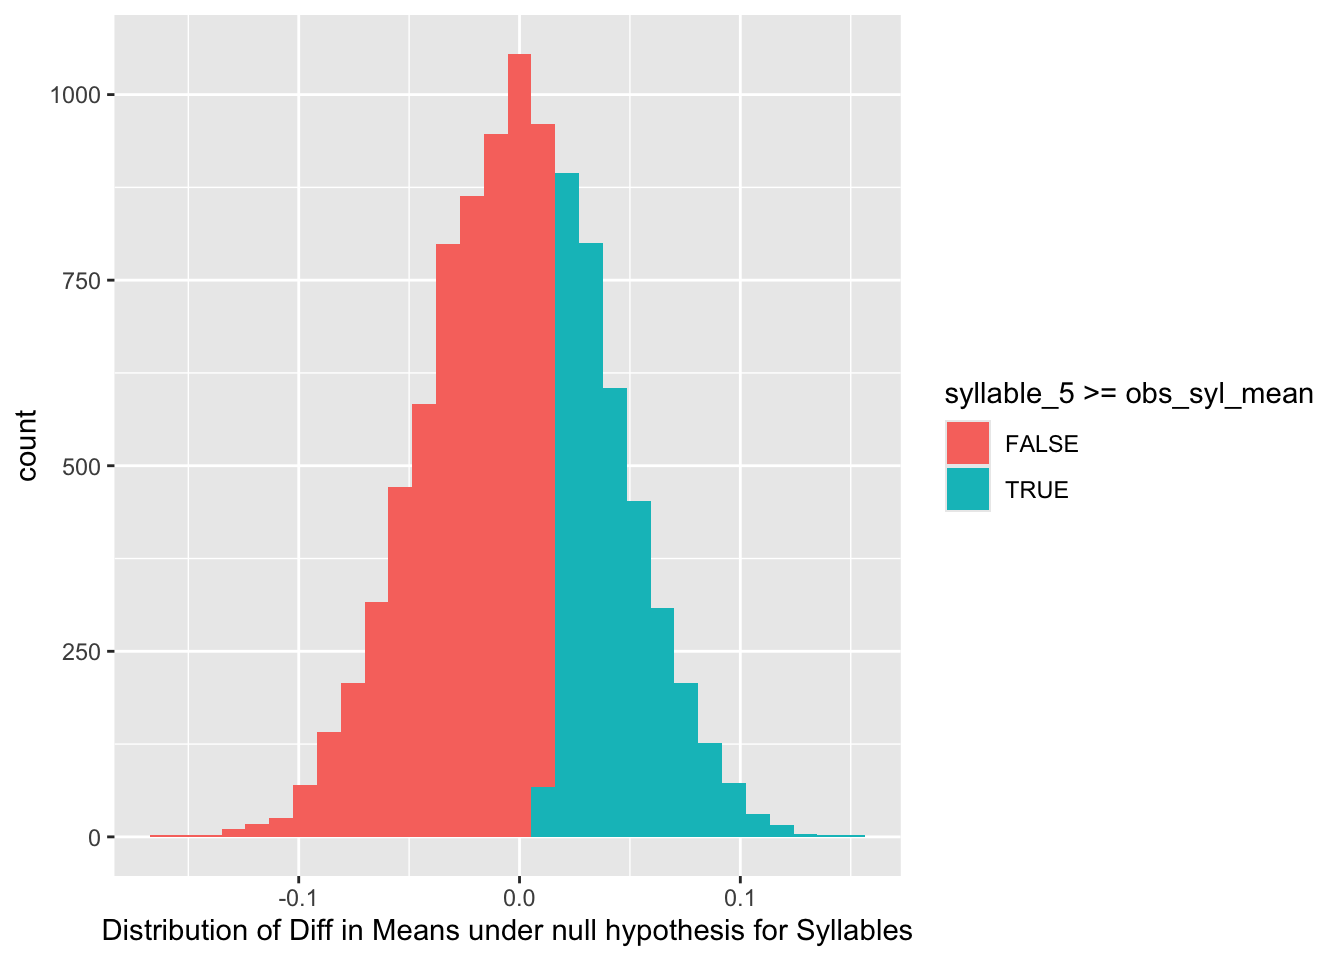 1000
750
500
250
0
count
-0.1
0.0
0.1
Distribution of Diff in Means under null hypothesis for Syllables
syllable_5 >= obs_syl_mean
FALSE
TRUE